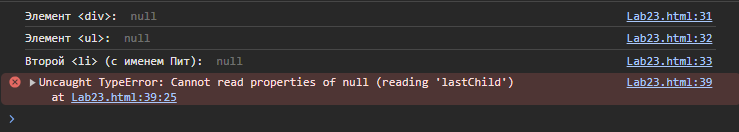 Элемент <div>: null Lab23.html:31
Элемент <ul>: null Lab23.html:32
Второй <li> (с именем Пит): null Lab23.html:33
Uncaught TypeError: Cannot read properties of null (reading 'lastChild') Lab23.html:39
at Lab23.html:39:25